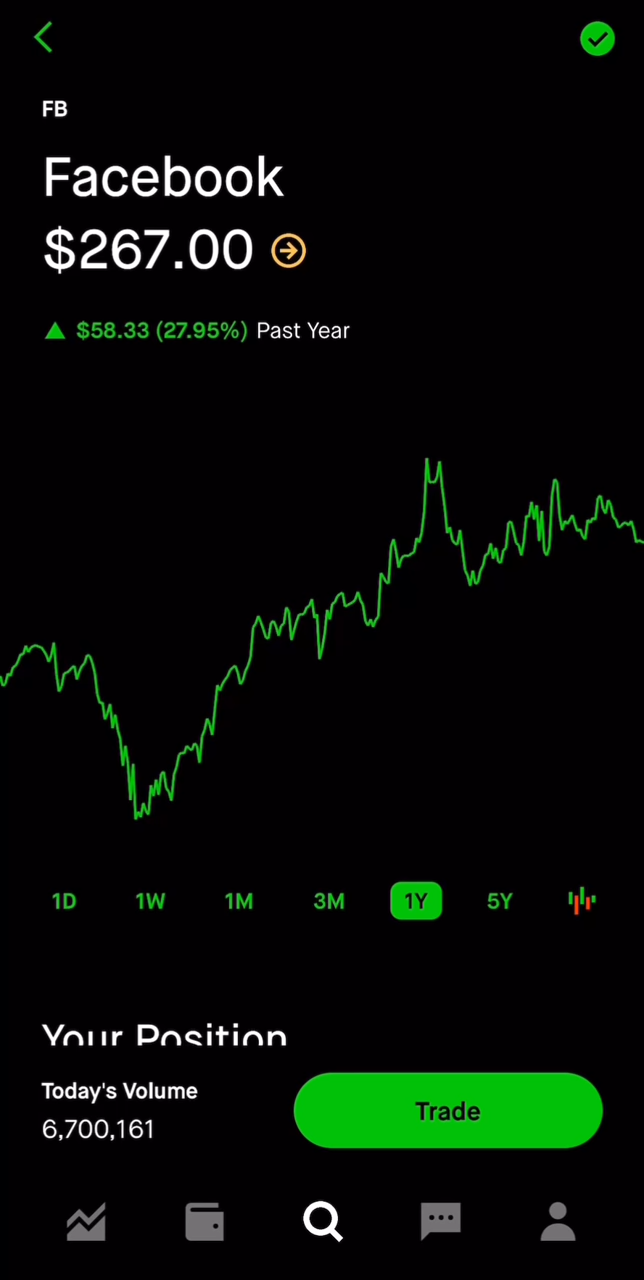 FB
Facebook
$267.00
$58.33 (27.95%) Past Year
1D 1W 1M 3M 1Y 5Y
Your Position
Today's Volume
6,700,161
Trade